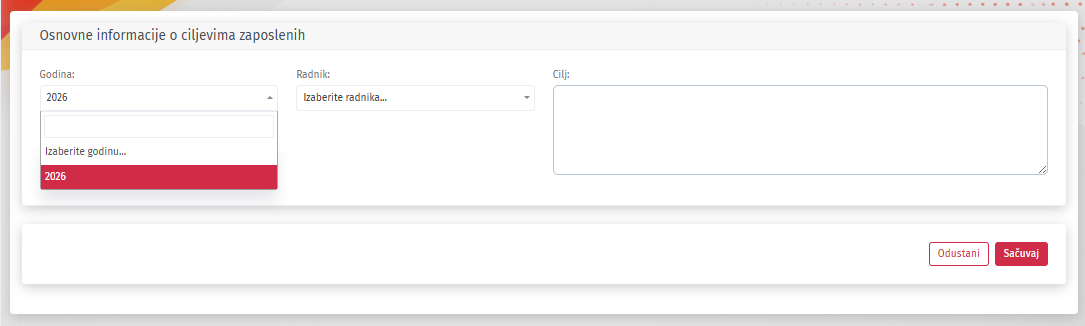 Osnovne informacije o ciljevima zaposlenih
Godina:
Radnik:
Cilj:
2026
Izaberite radnika...
Izaberite godinu...
2026
Odustani
Sačuvaj